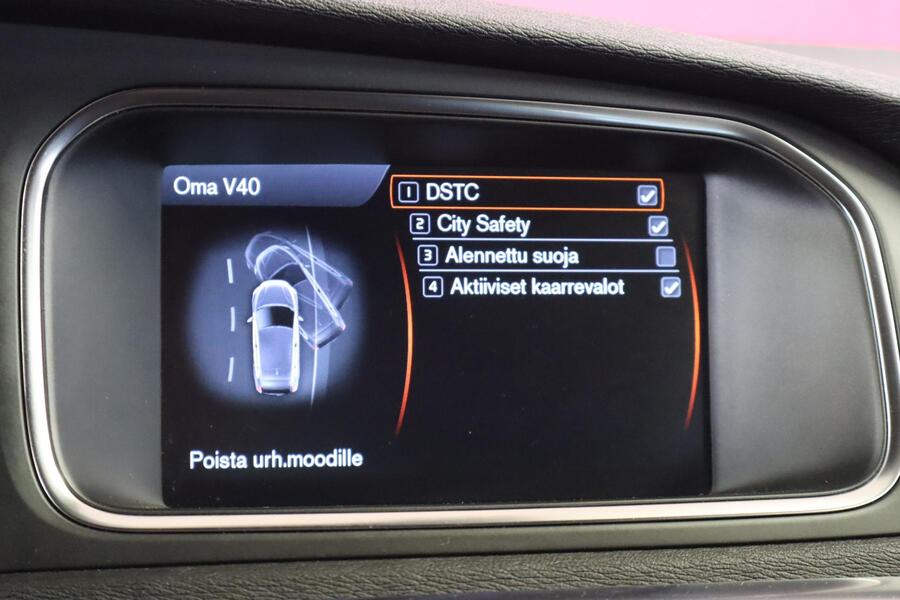 Oma V40
1 DSTC
2 City Safety
3 Alennettu suoja
4 Aktiiviset kaarrevalot
Poista urh.moodille